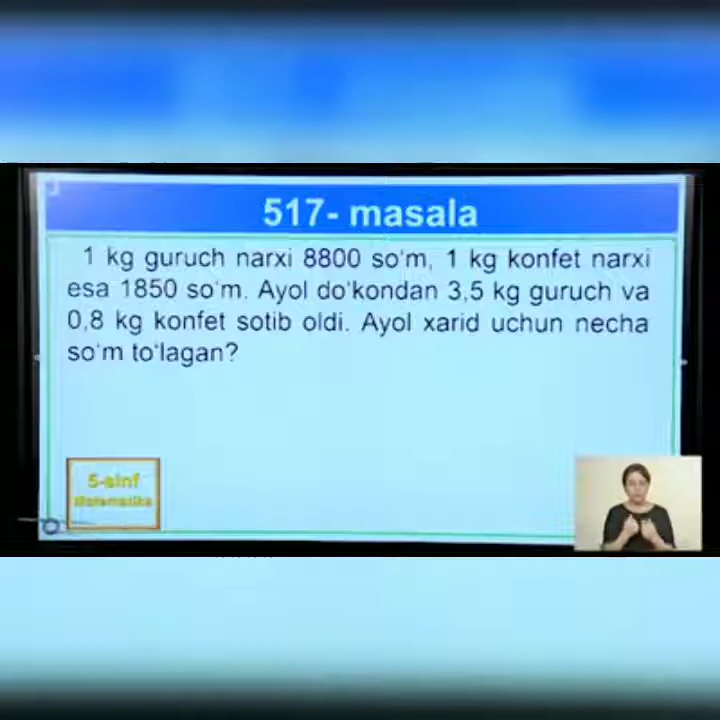 517- masala
1 kg guruch narxi 8800 so‘m, 1 kg konfet narxi
esa 1850 so‘m. Ayol do‘kondan 3,5 kg guruch va
0,8 kg konfet sotib oldi. Ayol xarid uchun necha
so‘m to‘lagan?
5-sinf
Matematika